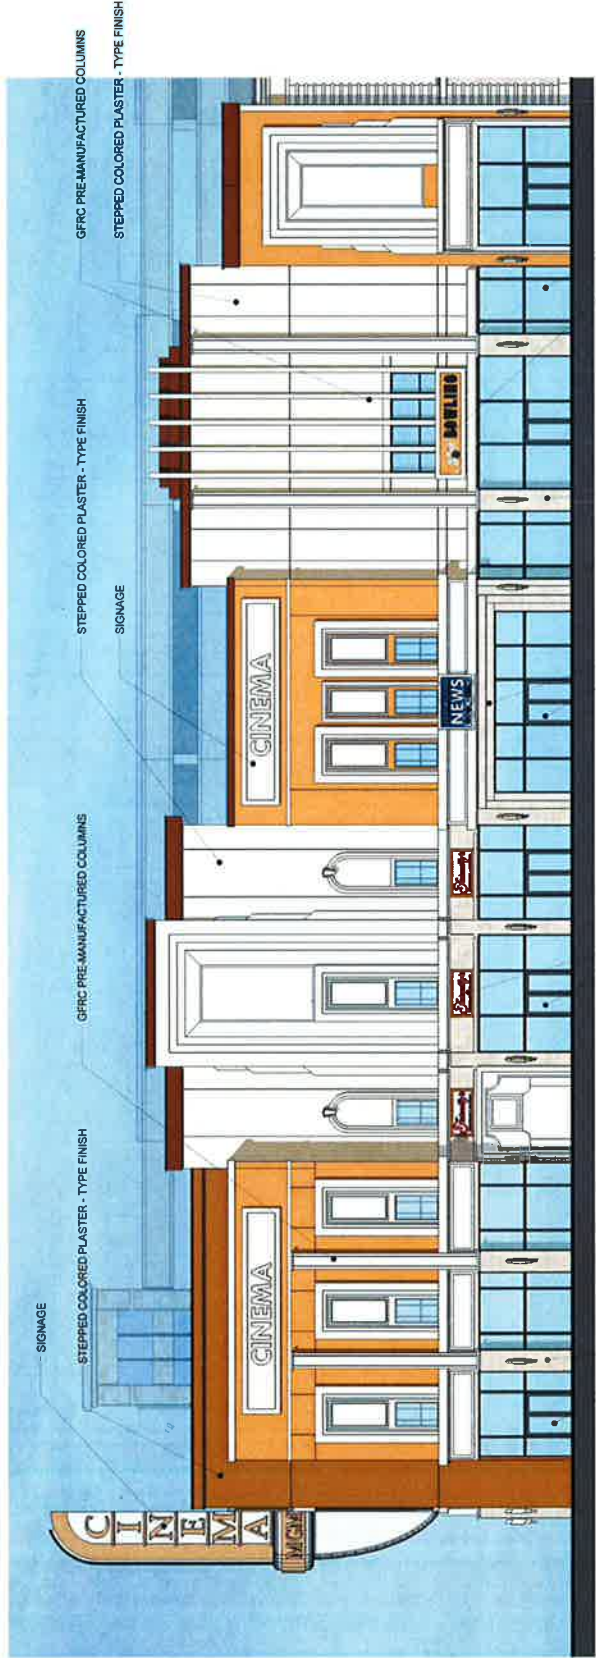 SIGNAGE
STEPPED COLORED PLASTER - TYPE FINISH
GFRC PRE-MANUFACTURED COLUMNS
STEPPED COLORED PLASTER - TYPE FINISH
SIGNAGE
GFRC PRE-MANUFACTURED COLUMNS
STEPPED COLORED PLASTER - TYPE FINISH
CINEMA
CINEMA
CINEMA
NEWS
BOWLING